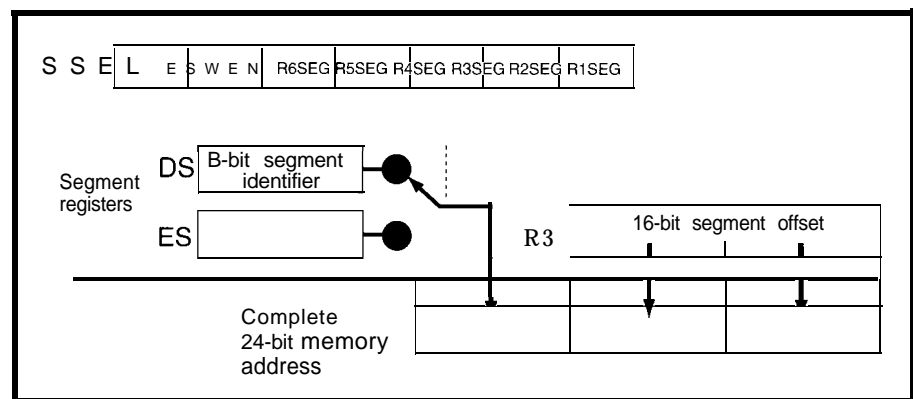 S S E L E S W E N R6SEG R5SEG R4SEG R3SEG R2SEG R1SEG
DS B-bit segment
identifier
Segment
registers
ES
R3 16-bit segment offset
Complete
24-bit memory
address